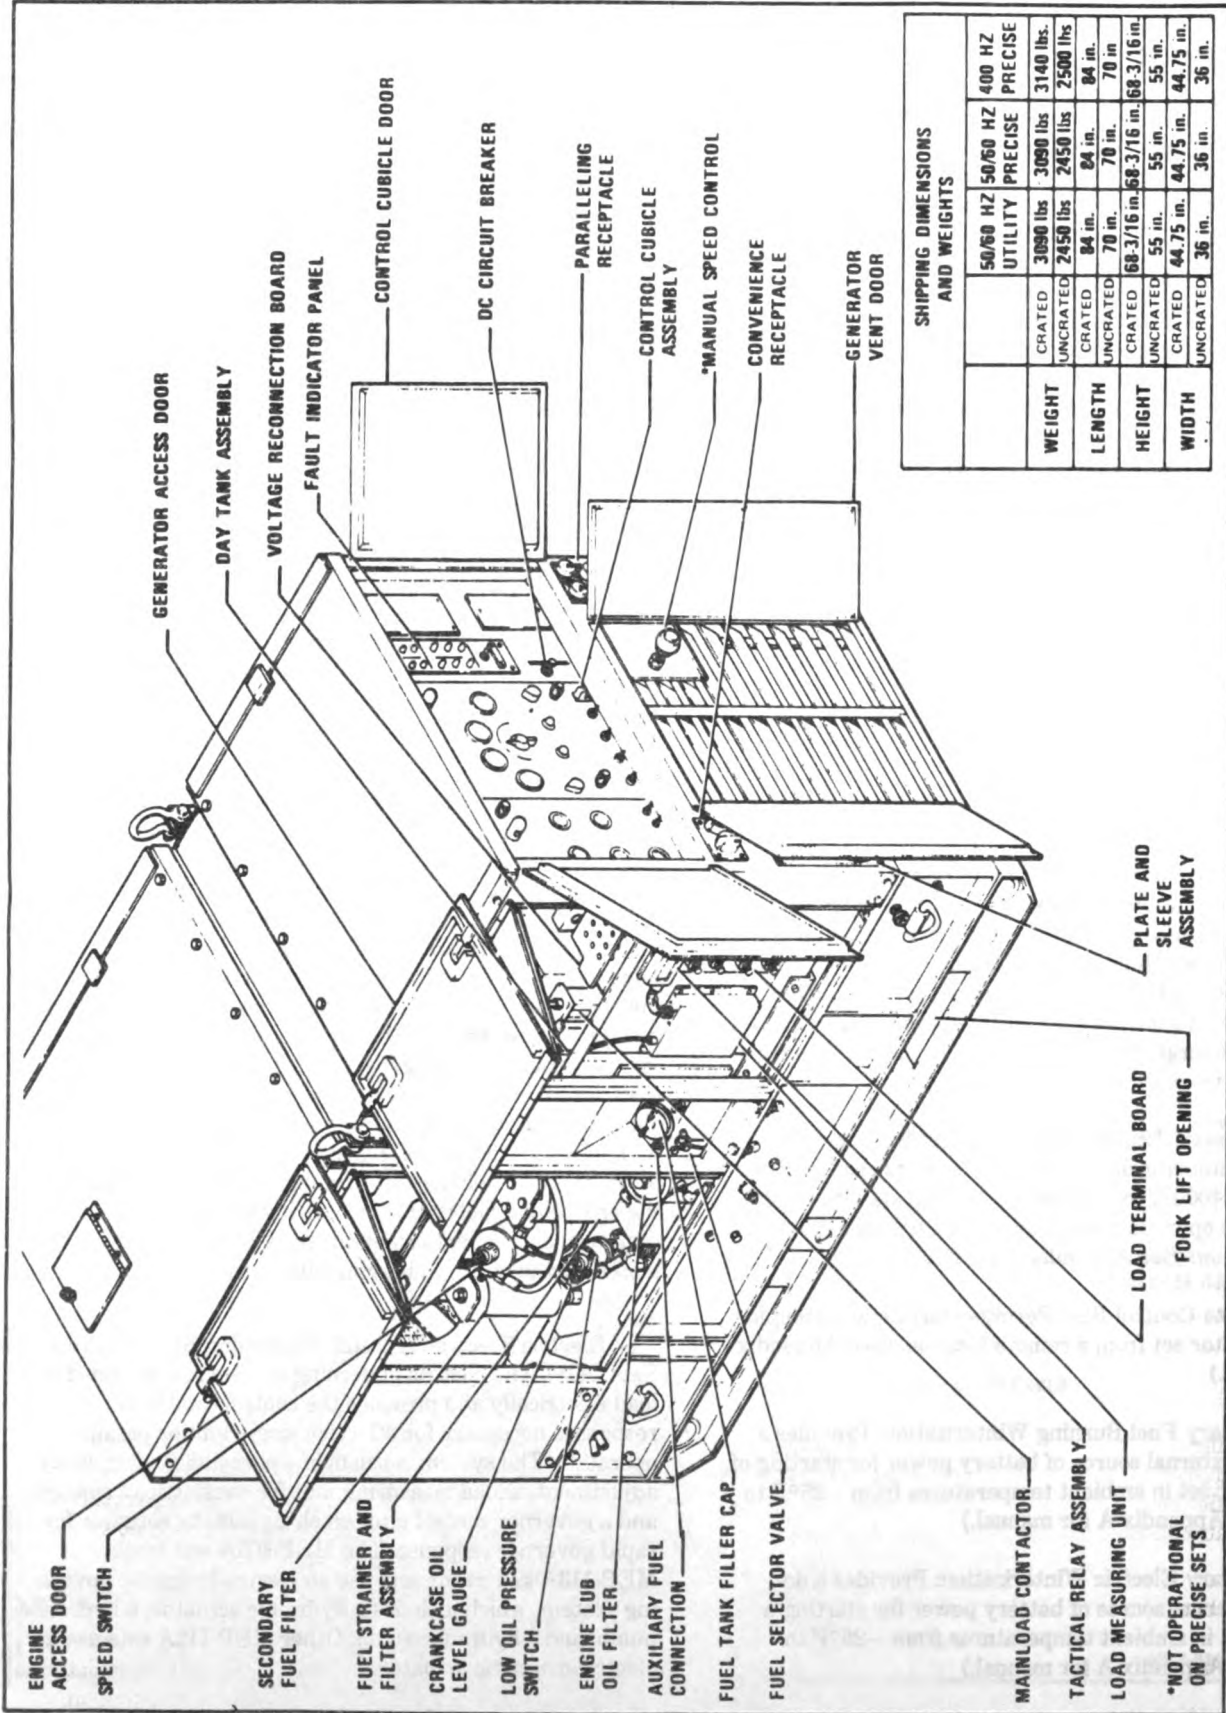 GENERATOR ACCESS DOOR
DAY TANK ASSEMBLY
VOLTAGE RECONNECTION BOARD
FAULT INDICATOR PANEL
CONTROL CUBICLE DOOR
DC CIRCUIT BREAKER
PARALLELING
RECEPTACLE
CONTROL CUBICLE
ASSEMBLY
*MANUAL SPEED CONTROL
CONVENIENCE
RECEPTACLE
GENERATOR
VENT DOOR
ENGINE
ACCESS DOOR
SPEED SWITCH
SECONDARY
FUEL FILTER
FUEL STRAINER AND
FILTER ASSEMBLY
CRANKCASE OIL
LEVEL GAUGE
LOW OIL PRESSURE
SWITCH
ENGINE LUB
OIL FILTER
AUXILIARY FUEL
CONNECTION
FUEL TANK FILLER CAP
FUEL SELECTOR VALVE
MAIN LOAD CONTACTOR
TACTICAL RELAY ASSEMBLY
LOAD MEASURING UNIT
*NOT OPERATIONAL
ON PRECISE SETS
LOAD TERMINAL BOARD
FORK LIFT OPENING
PLATE AND
SLEEVE
ASSEMBLY
SHIPPING DIMENSIONS
AND WEIGHTS
50/60 HZ UTILITY 50/60 HZ PRECISE 400 HZ PRECISE
WEIGHT CRATED 3090 lbs 3090 lbs 3140 lbs.
UNCRATED 2450 lbs 2450 lbs 2500 lbs
LENGTH CRATED 84 in. 84 in. 84 in.
UNCRATED 70 in. 70 in. 70 in
HEIGHT CRATED 68-3/16 in. 68-3/16 in. 68-3/16 in.
UNCRATED 55 in. 55 in. 55 in.
WIDTH CRATED 44.75 in. 44.75 in. 44.75 in.
UNCRATED 36 in. 36 in. 36 in.